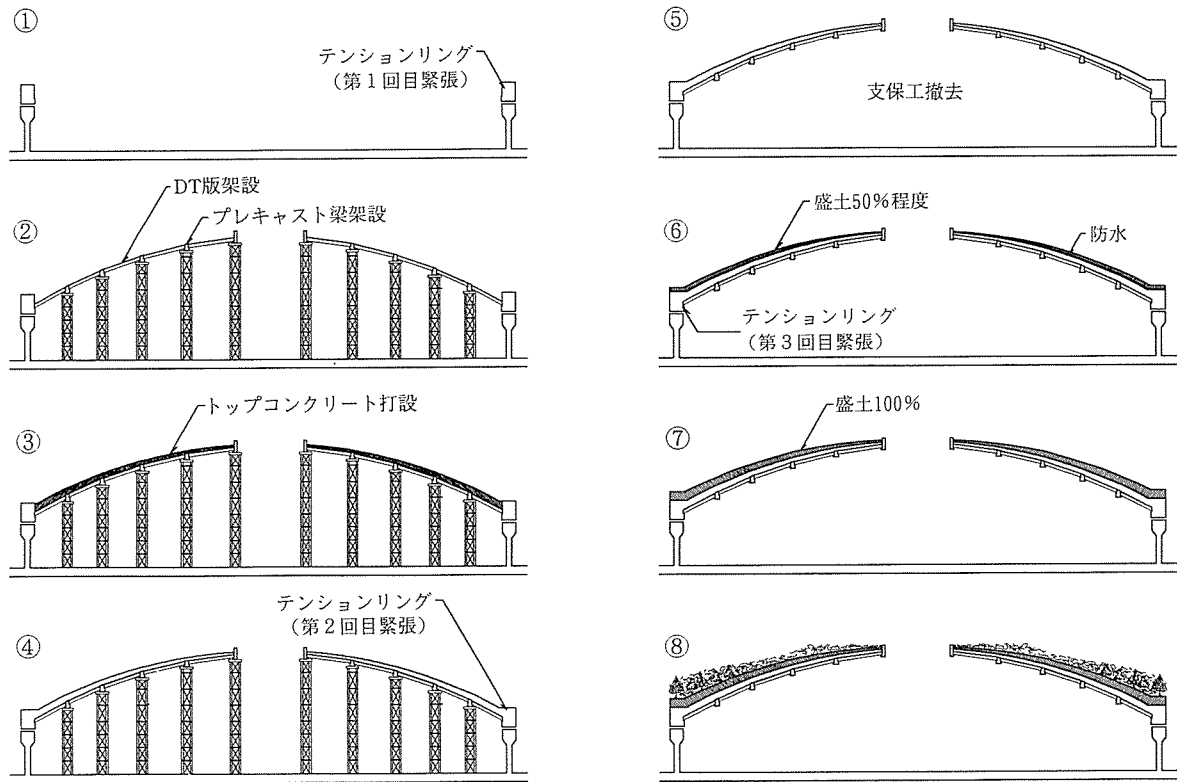 ①
テンションリング
（第1回目緊張）
②
DT版架設
プレキャスト梁架設
③
トップコンクリート打設
④
テンションリング
（第2回目緊張）
⑤
支保工撤去
⑥
盛土50%程度
防水
テンションリング
（第3回目緊張）
⑦
盛土100%
⑧